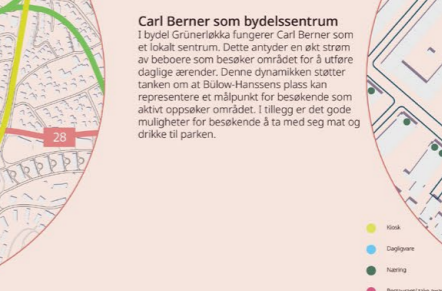 Carl Berner som bydelssentrum
I bydel Grünerløkka fungerer Carl Berner som
et lokalt sentrum. Dette antyder en økt strøm
av beboere som besøker området for å utføre
daglige ærender. Denne dynamikken støtter
tanken om at Bülow-Hanssens plass kan
representere et målpunkt for besøkende som
aktivt oppsøker området. I tillegg er det gode
muligheter for besøkende å ta med seg mat og
drikke til parken.
28
Kiosk
Dagligvare
Næring